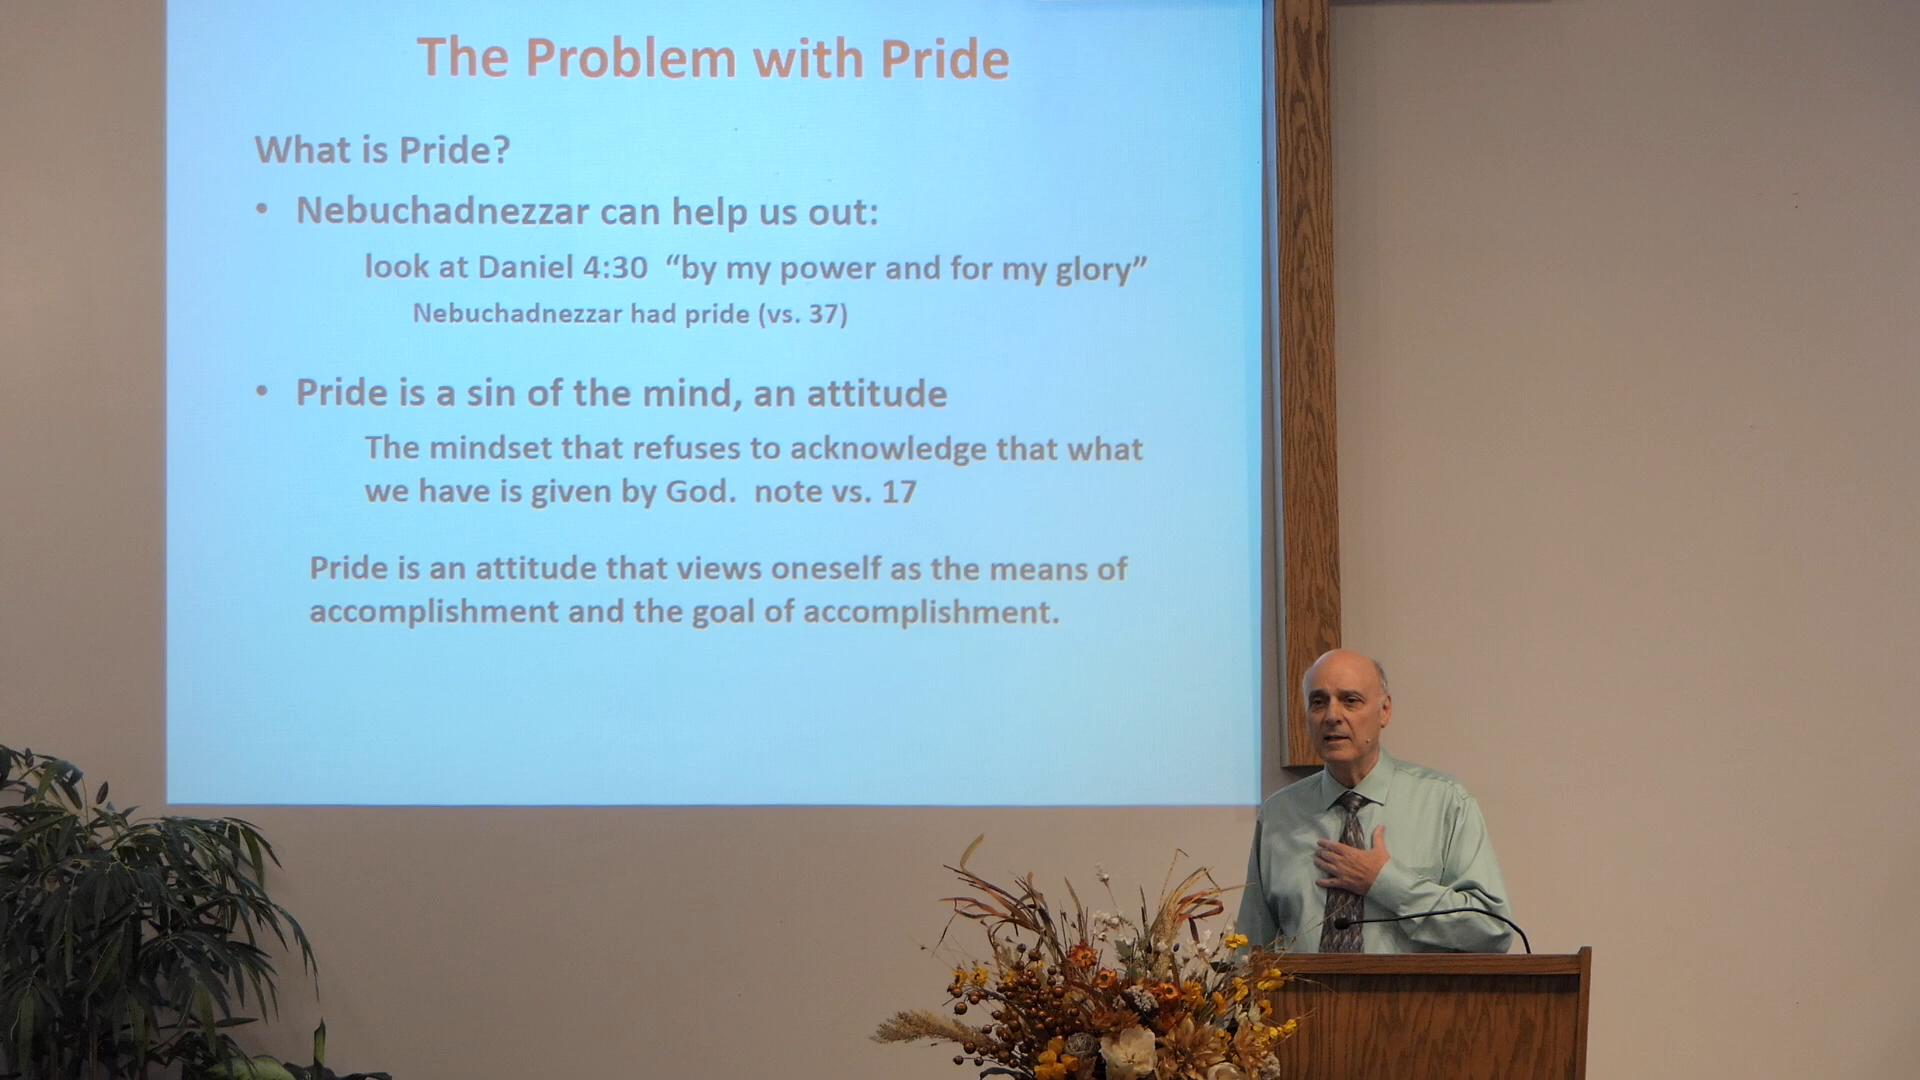 The Problem with Pride
What is Pride?
• Nebuchadnezzar can help us out:
look at Daniel 4:30  “by my power and for my glory”
Nebuchadnezzar had pride (vs. 37)
• Pride is a sin of the mind, an attitude
The mindset that refuses to acknowledge that what
we have is given by God.  note vs. 17
Pride is an attitude that views oneself as the means of
accomplishment and the goal of accomplishment.